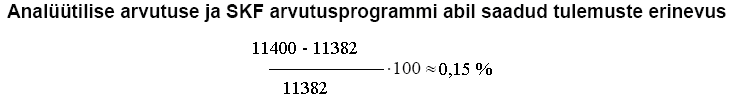 Analüütilise arvutuse ja SKF arvutusprogrammi abil saadud tulemuste erinevus
11400 - 11382
·100 ≈ 0,15 %
11382